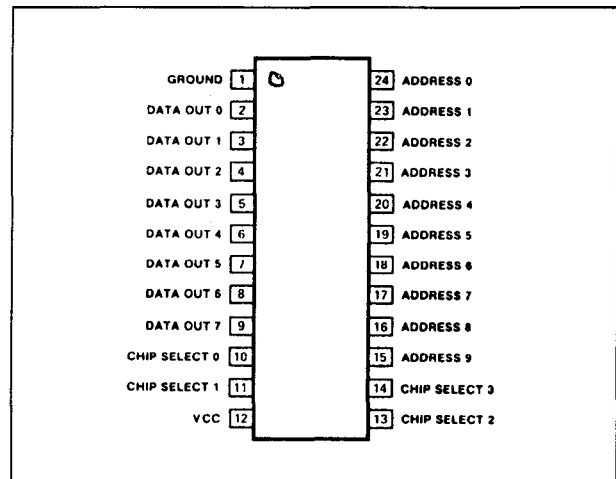 GROUND 1 24 ADDRESS 0
DATA OUT 0 2 23 ADDRESS 1
DATA OUT 1 3 22 ADDRESS 2
DATA OUT 2 4 21 ADDRESS 3
DATA OUT 3 5 20 ADDRESS 4
DATA OUT 4 6 19 ADDRESS 5
DATA OUT 5 7 18 ADDRESS 6
DATA OUT 6 8 17 ADDRESS 7
DATA OUT 7 9 16 ADDRESS 8
CHIP SELECT 0 10 15 ADDRESS 9
CHIP SELECT 1 11 14 CHIP SELECT 3
VCC 12 13 CHIP SELECT 2